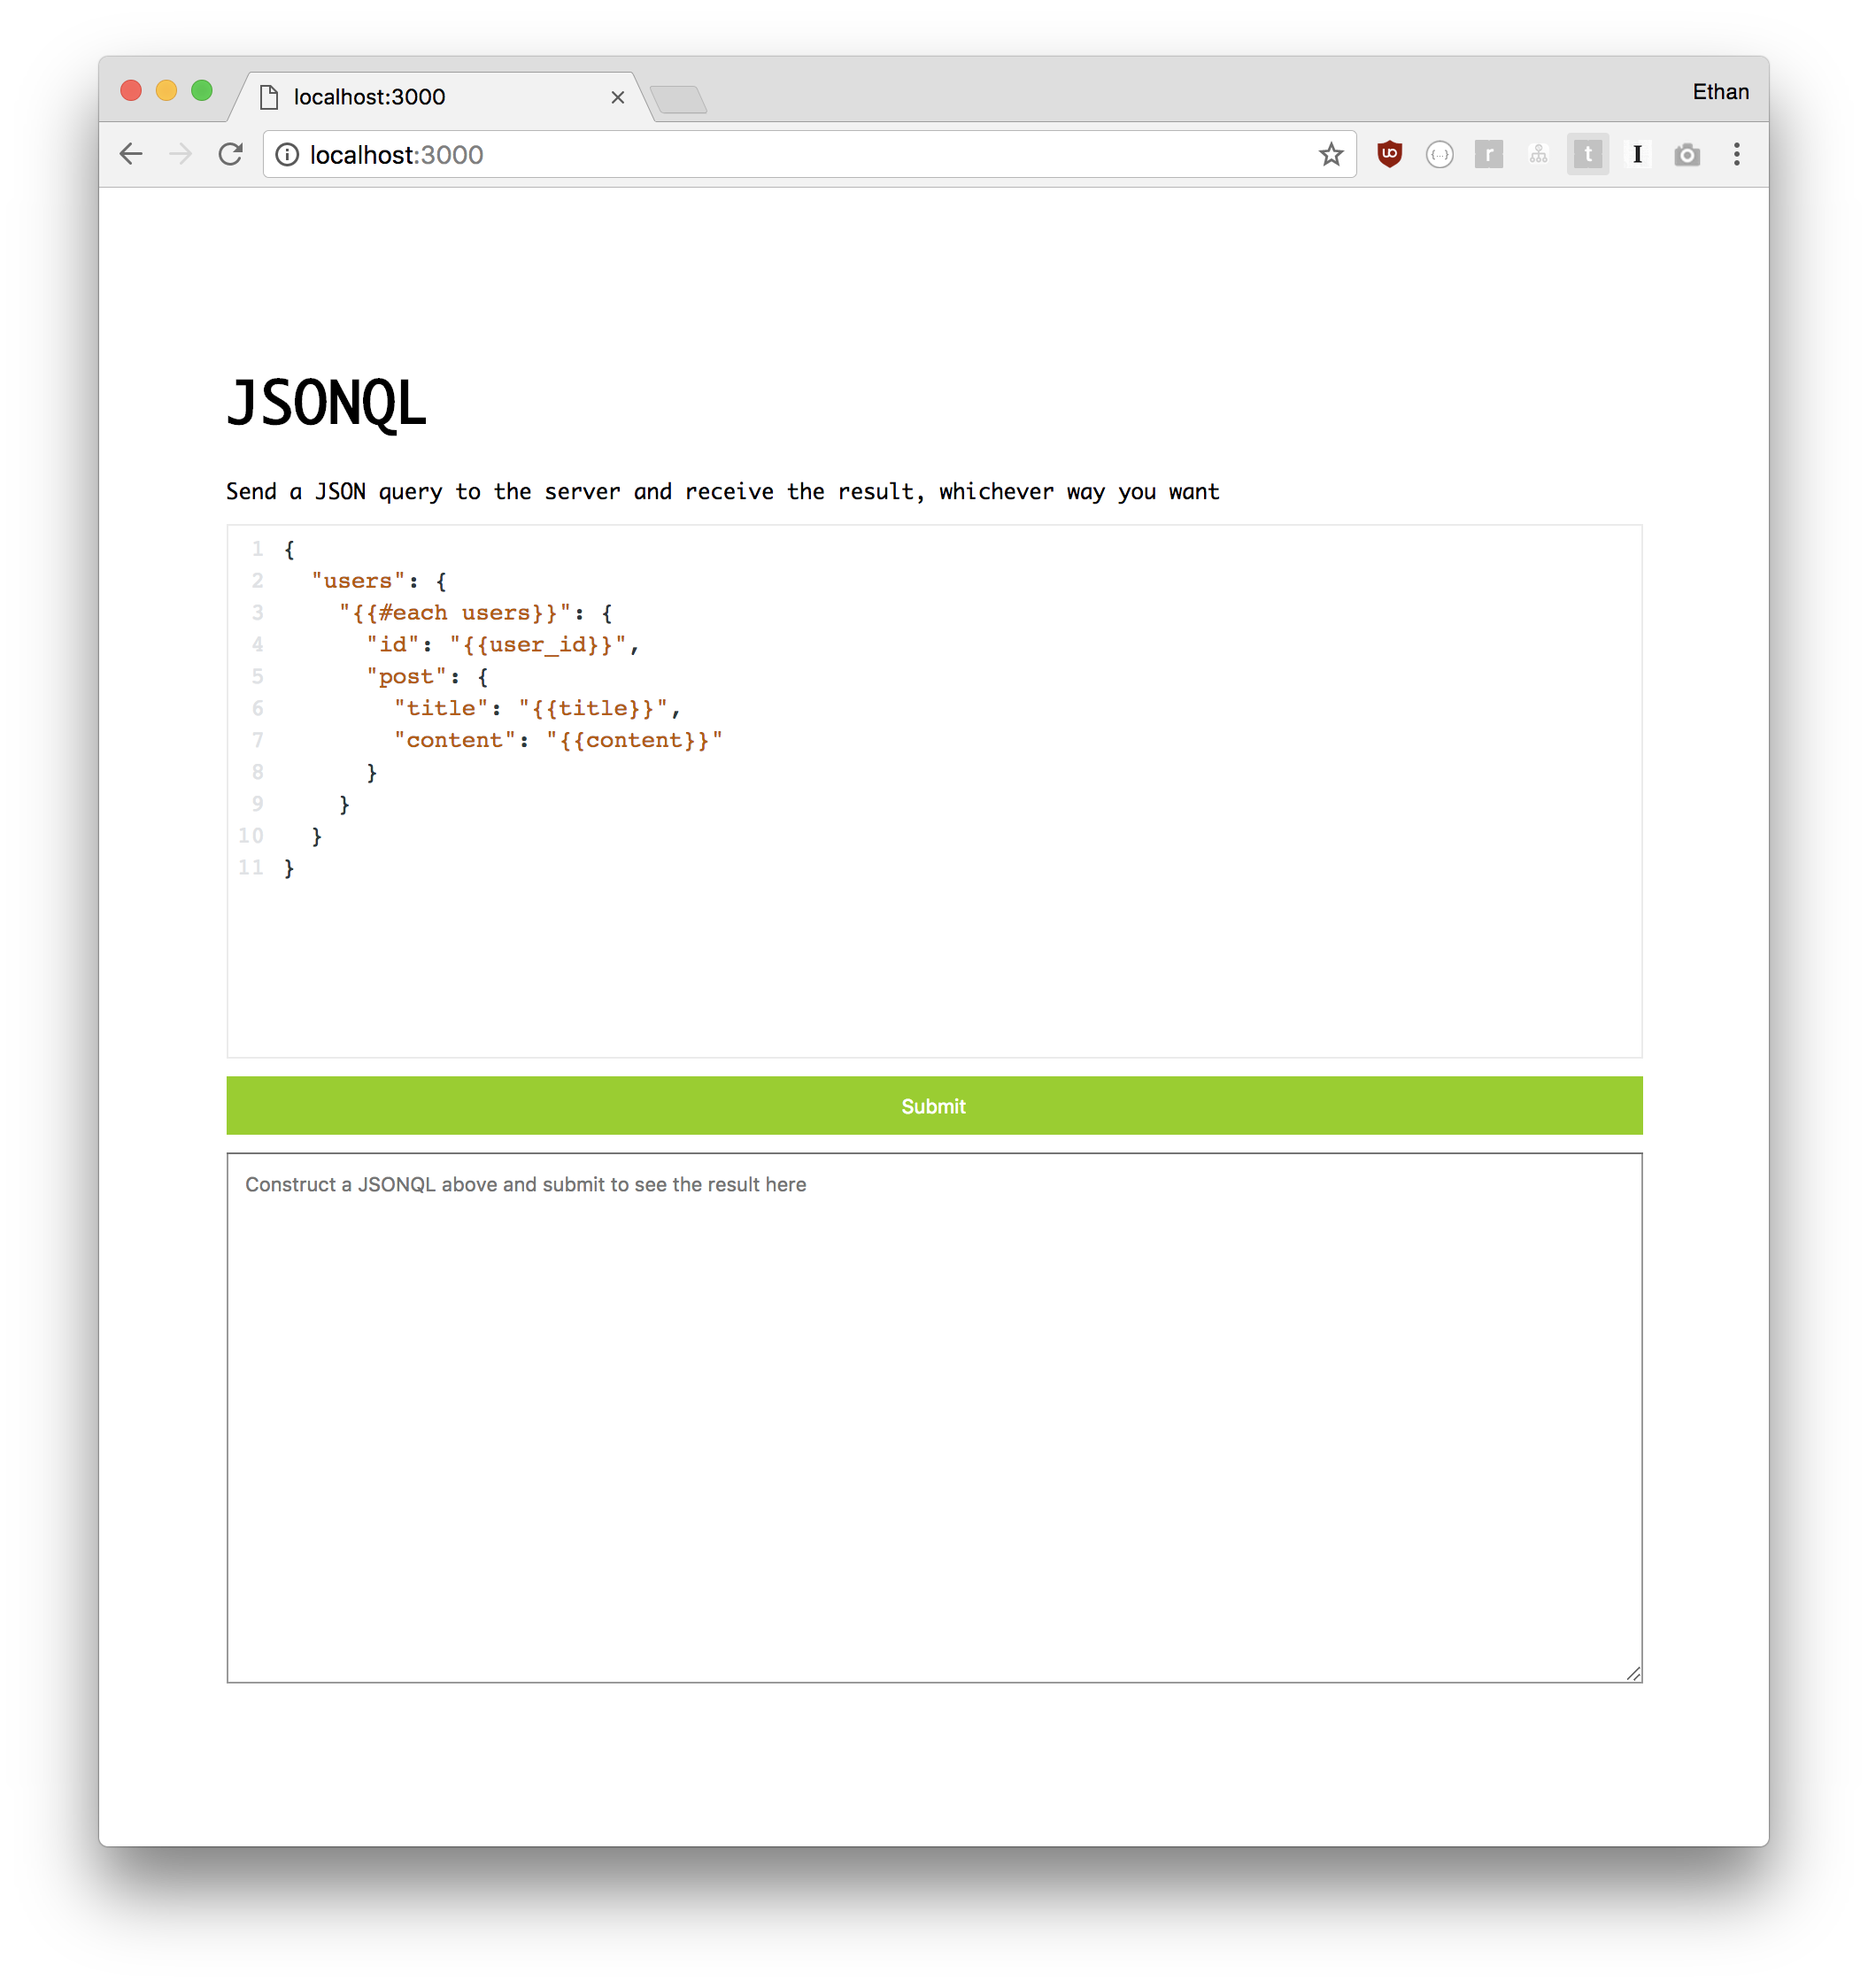 localhost:3000
Ethan
localhost:3000
uo {...} r t I
JSONQL
Send a JSON query to the server and receive the result, whichever way you want
1 {
2   "users": {
3     "{{#each users}}": {
4       "id": "{{user_id}}",
5       "post": {
6         "title": "{{title}}",
7         "content": "{{content}}"
8       }
9     }
10   }
11 }
Submit
Construct a JSONQL above and submit to see the result here